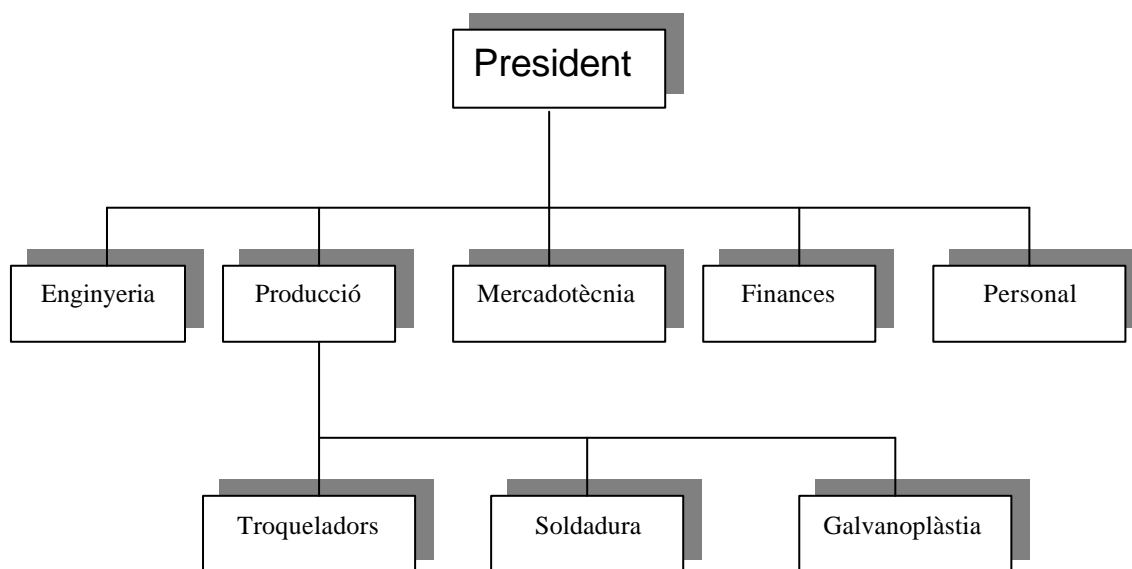 President
Enginyeria
Producció
Mercadotècnia
Finances
Personal
Troqueladors
Soldadura
Galvanoplàstia